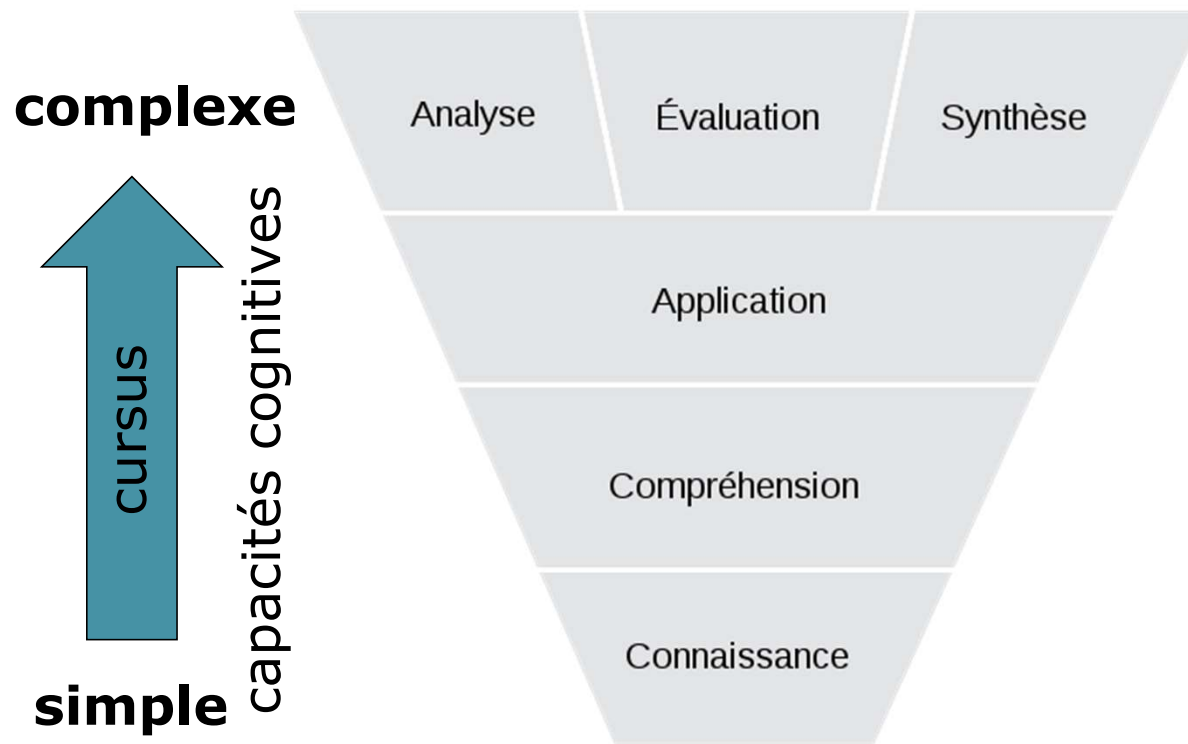 complexe
cursus
capacités cognitives
simple
Analyse
Évaluation
Synthèse
Application
Compréhension
Connaissance